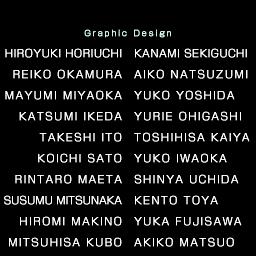 Graphic Design
HIROYUKI HORIUCHI KANAMI SEKIGUCHI
REIKO OKAMURA AIKO NATSUZUMI
MAYUMI MIYAOKA YUKO YOSHIDA
KATSUMI IKEDA YURIE OHIGASHI
TAKESHI ITO TOSHIHISA KAIYA
KOICHI SATO YUKO IWAOKA
RINTARO MAETA SHINYA UCHIDA
SUSUMU MITSUNAKA KENTO TOYA
HIROMI MAKINO YUKA FUJISAWA
MITSUHISA KUBO AKIKO MATSUO